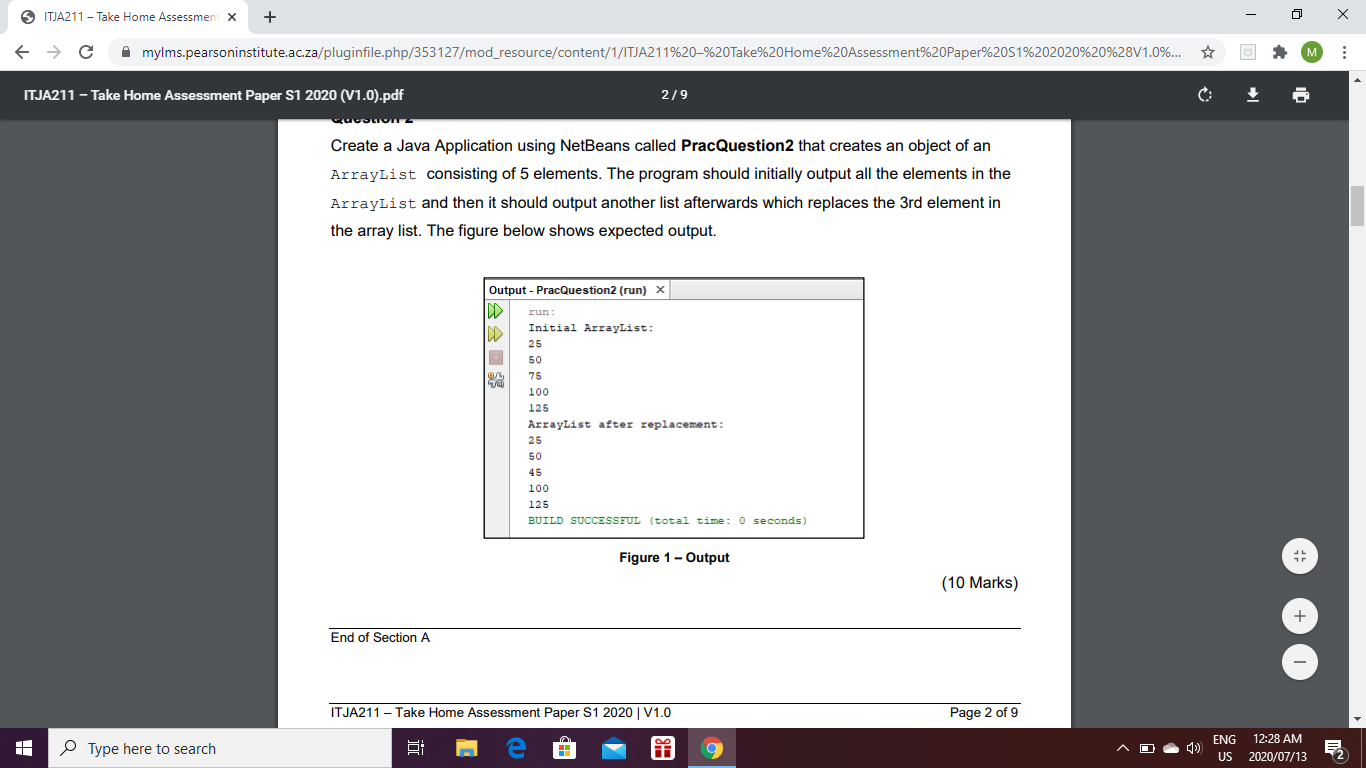 ITJA211 – Take Home Assessment
mylms.pearsoninstitute.ac.za/pluginfile.php/353127/mod_resource/content/1/ITJA211%20–%20Take%20Home%20Assessment%20Paper%20S1%202020%20%28V1.0%...
M
ITJA211 – Take Home Assessment Paper S1 2020 (V1.0).pdf
2 / 9
Question 2
Create a Java Application using NetBeans called PracQuestion2 that creates an object of an
ArrayList consisting of 5 elements. The program should initially output all the elements in the
ArrayList and then it should output another list afterwards which replaces the 3rd element in
the array list. The figure below shows expected output.
Output - PracQuestion2 (run)
run:
Initial ArrayList:
25
50
75
100
125
ArrayList after replacement:
25
50
45
100
125
BUILD SUCCESSFUL (total time: 0 seconds)
Figure 1 – Output
(10 Marks)
End of Section A
ITJA211 – Take Home Assessment Paper S1 2020 | V1.0
Page 2 of 9
Type here to search
ENG
US
12:28 AM
2020/07/13
2